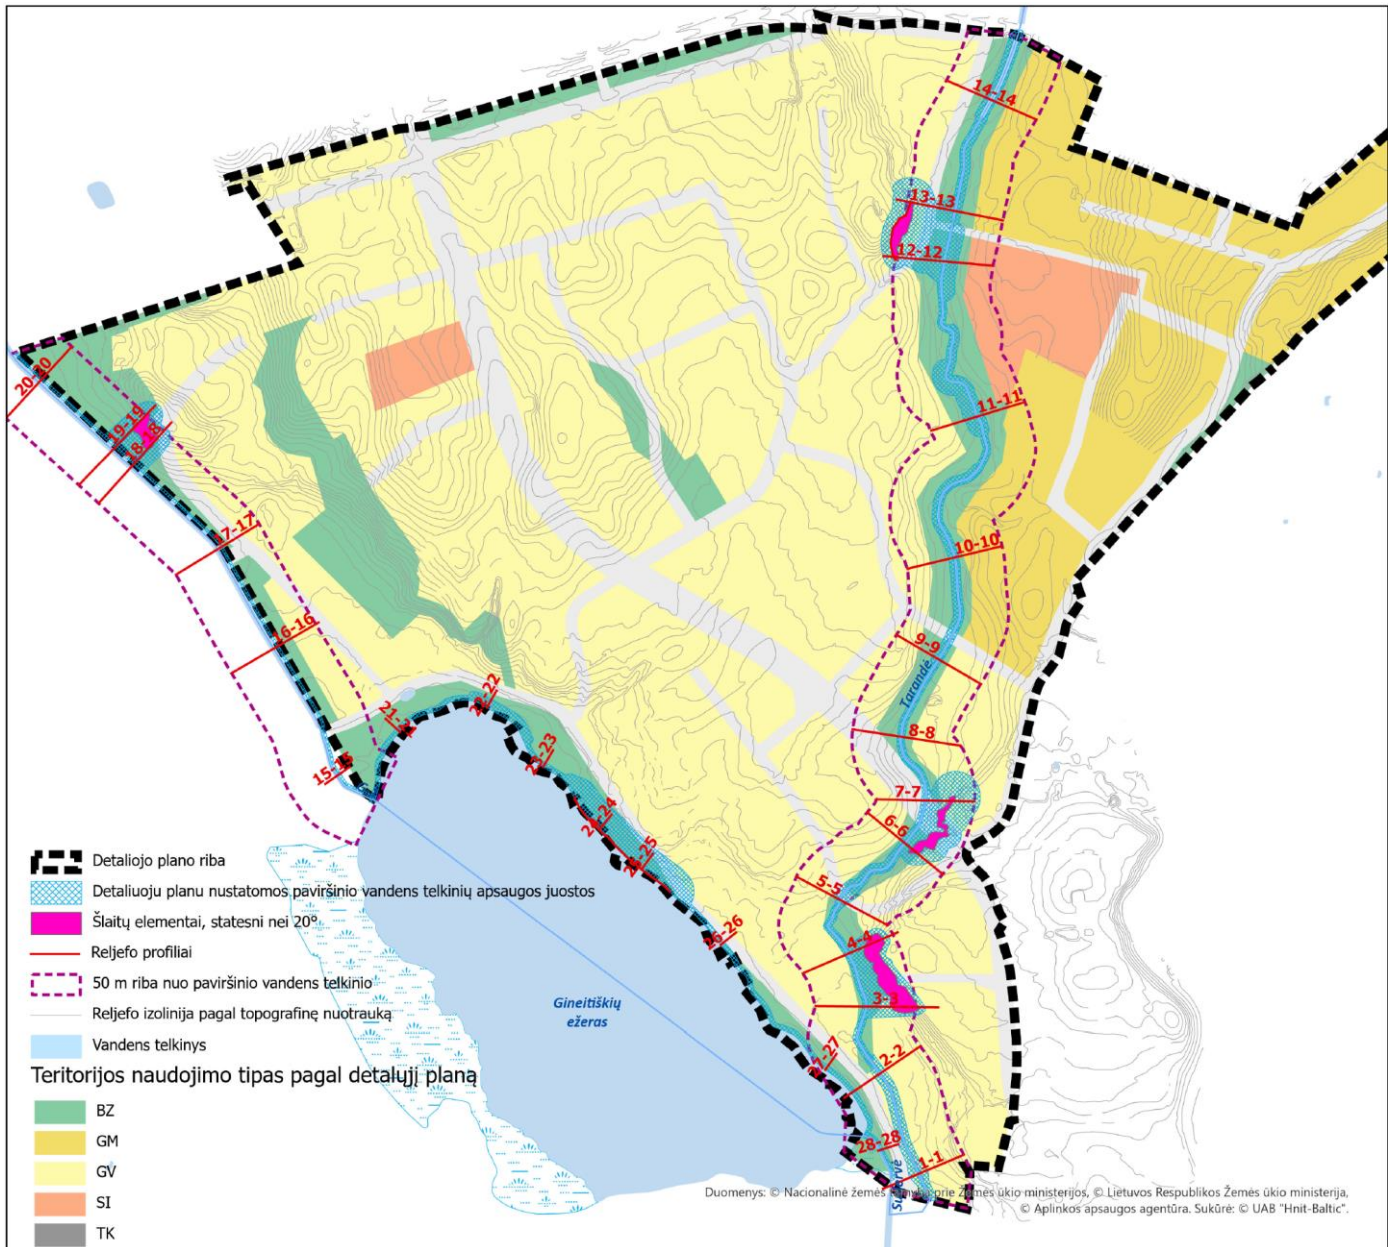 14-14
13-13
12-12
20-20
19-19
18-18
11-11
17-17
10-10
16-16
9-9
Tarandė
22-22
21-21
8-8
23-23
15-15
7-7
24-24
6-6
25-25
5-5
26-26
4-4
3-3
Gineitiškių
ežeras
27-27
2-2
28-28
1-1
Detaliojo plano riba
Detaliuoju planu nustatomos paviršinio vandens telkinių apsaugos juostos
Šlaitų elementai, statesni nei 20°
Reljefo profiliai
50 m riba nuo paviršinio vandens telkinio
Reljefo izolinija pagal topografinę nuotrauką
Vandens telkinys
Teritorijos naudojimo tipas pagal detalųjį planą
BZ
GM
GV
SI
TK
Duomenys: © Nacionalinė žemės prie Žemės ūkio ministerijos, © Lietuvos Respublikos Žemės ūkio ministerija,
© Aplinkos apsaugos agentūra. Sukūrė: © UAB "Hnit-Baltic".